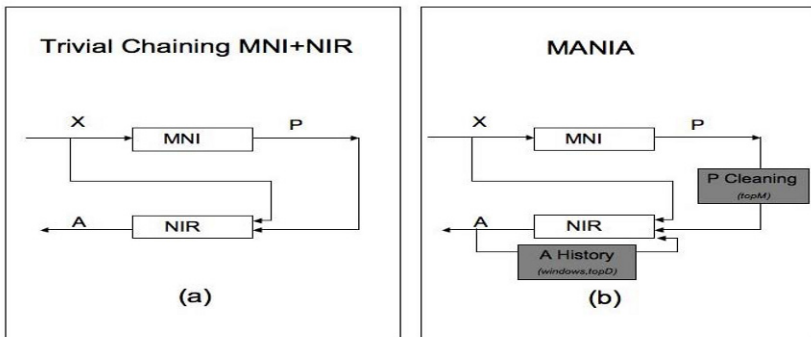 Trivial Chaining MNI+NIR
X
MNI
P
A
NIR
(a)
MANIA
X
MNI
P
P Cleaning
(topM)
A
NIR
A History
(windows,topD)
(b)